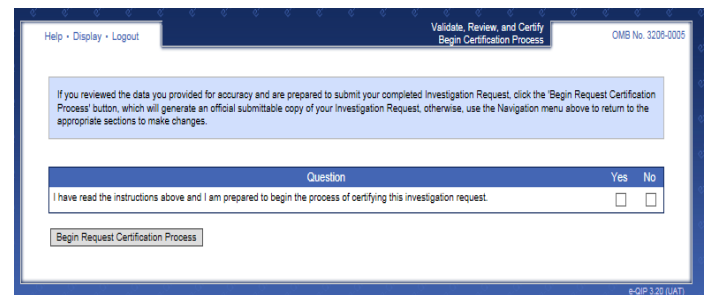 Help • Display • Logout
Validate, Review, and Certify
Begin Certification Process
OMB No. 3206-0005
If you reviewed the data you provided for accuracy and are prepared to submit your completed Investigation Request, click the 'Begin Request Certification
Process' button, which will generate an official submittable copy of your Investigation Request, otherwise, use the Navigation menu above to return to the
appropriate sections to make changes.
Question Yes No
I have read the instructions above and I am prepared to begin the process of certifying this investigation request.
Begin Request Certification Process
e-QIP 3.20 (UAT)